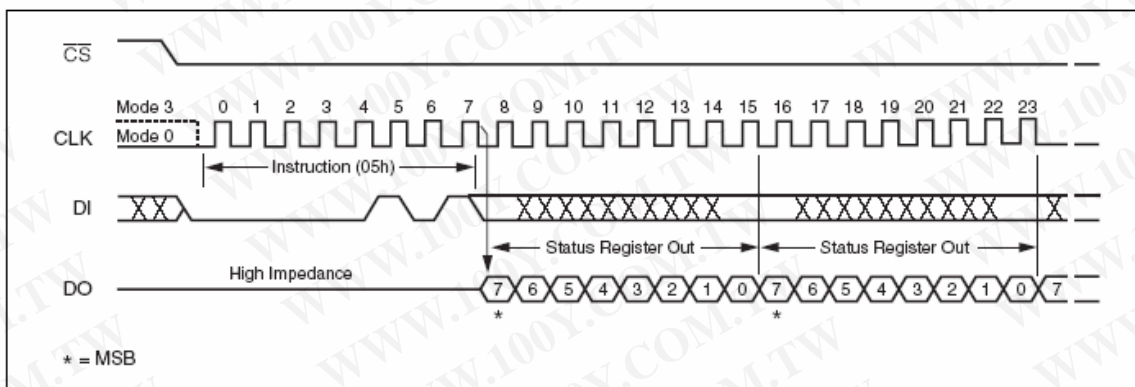 CS
Mode 3
0 1 2 3 4 5 6 7 8 9 10 11 12 13 14 15 16 17 18 19 20 21 22 23
CLK
Mode 0
Instruction (05h)
DI
Status Register Out
Status Register Out
High Impedance
DO
7 6 5 4 3 2 1 0 7 6 5 4 3 2 1 0 7
* *
* = MSB
WWW.100Y.COM.TW